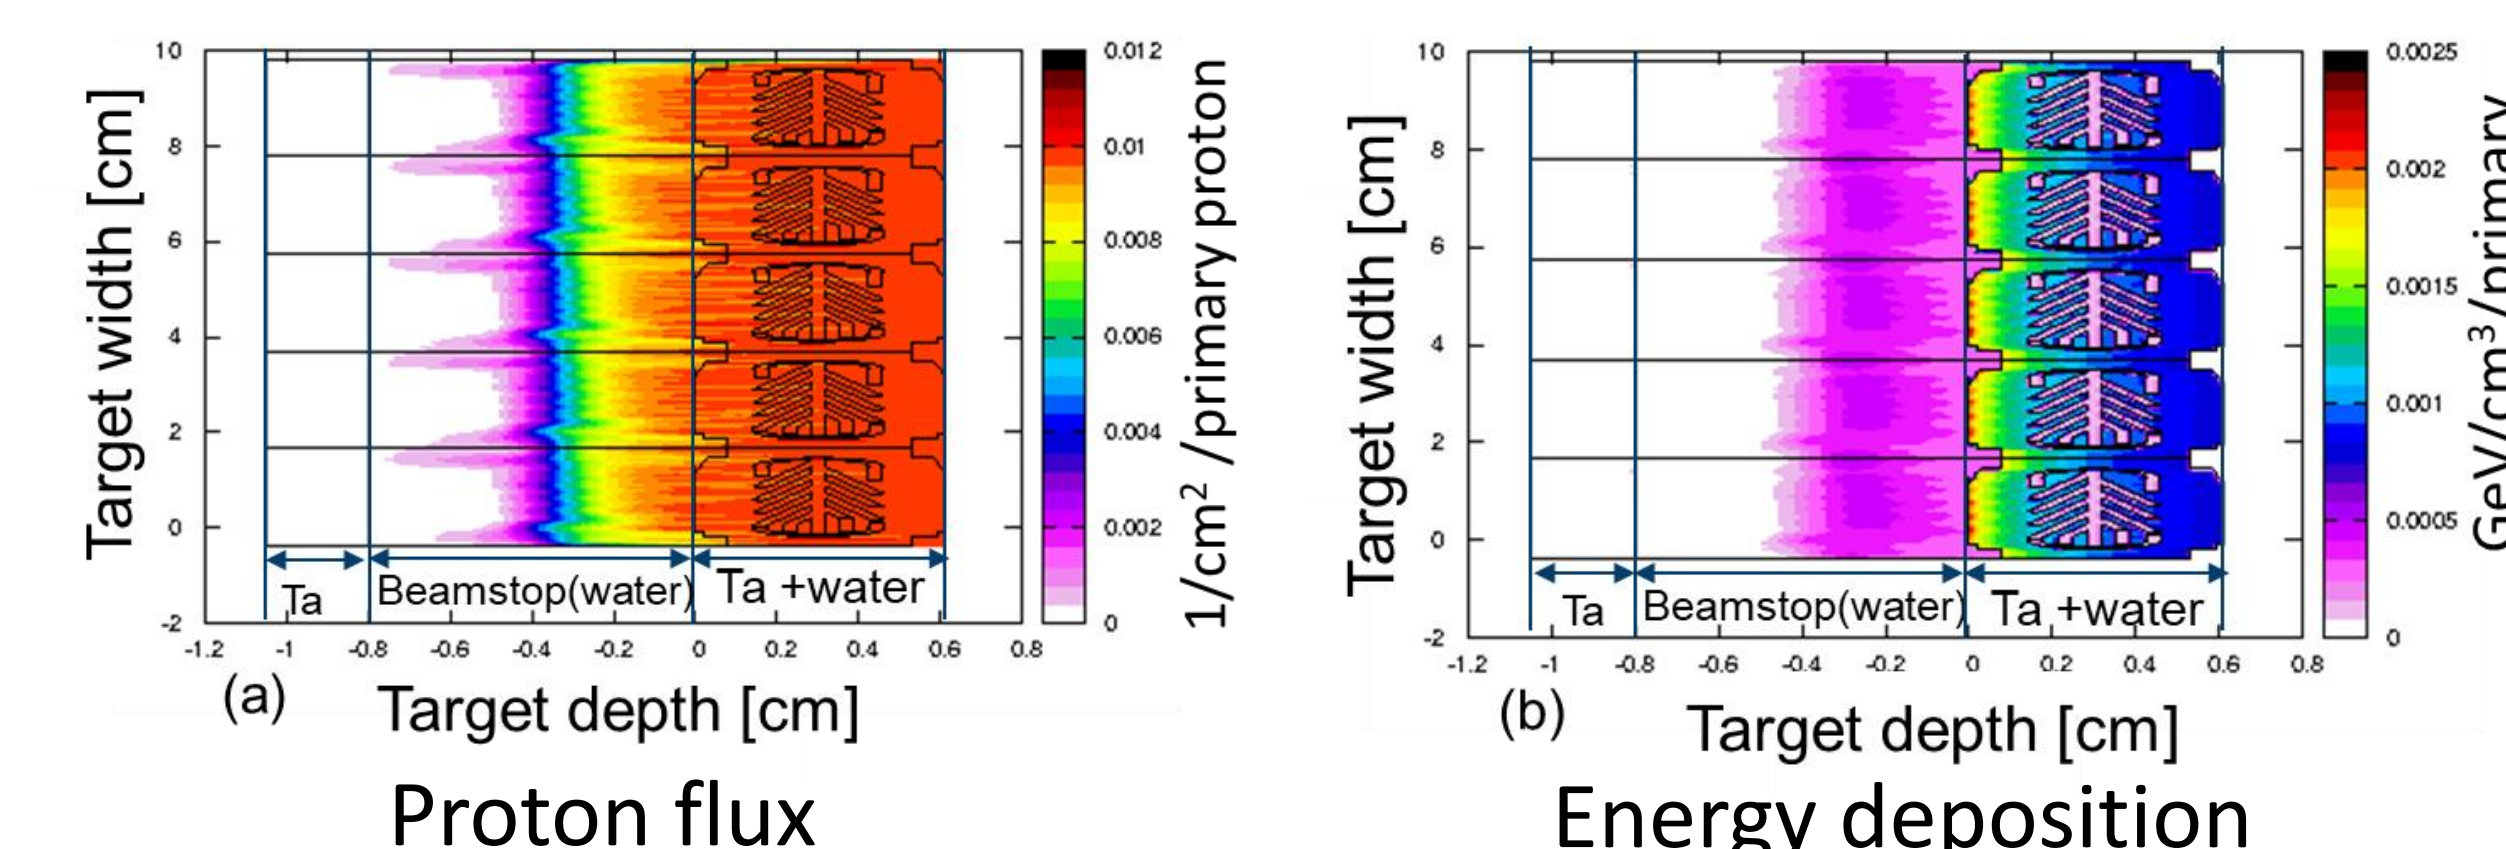 10
8
6
4
2
0
-2
Target width [cm]
-1.2 -1 -0.8 -0.6 -0.4 -0.2 0 0.2 0.4 0.6 0.8
Ta
Beamstop(water)
Ta +water
0.012
0.01
0.008
0.006
0.004
0.002
0
1/cm² /primary proton
(a)
Target depth [cm]
Proton flux
10
8
6
4
2
0
-2
Target width [cm]
-1.2 -1 -0.8 -0.6 -0.4 -0.2 0 0.2 0.4 0.6 0.8
Ta
Beamstop(water)
Ta +water
0.0025
0.002
0.0015
0.001
0.0005
0
GeV/cm³/primary
(b)
Target depth [cm]
Energy deposition